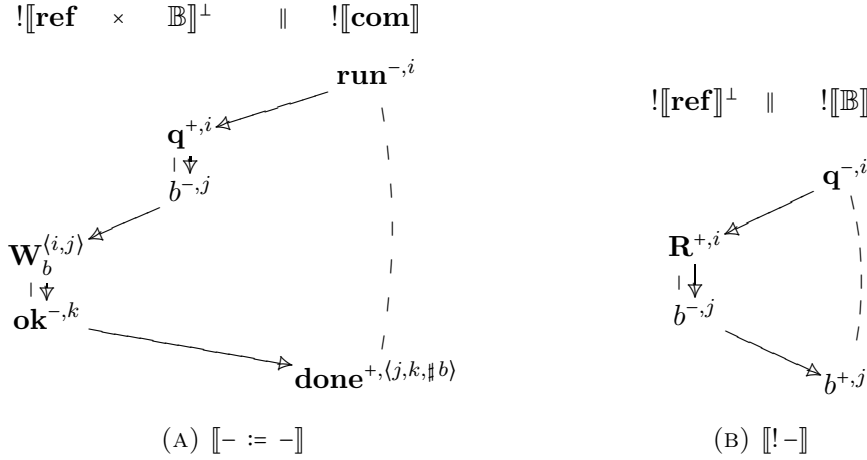 !⟦ref × 𝔹⟧⊥ ∥ !⟦com⟧
run−,i
q+,i
b−,j
W_b^⟨i,j⟩
ok−,k
done+,⟨j,k,♯b⟩
(A) ⟦− := −⟧
!⟦ref⟧⊥ ∥ !⟦𝔹⟧
q−,i
R+,i
b−,j
b+,j
(B) ⟦!−⟧